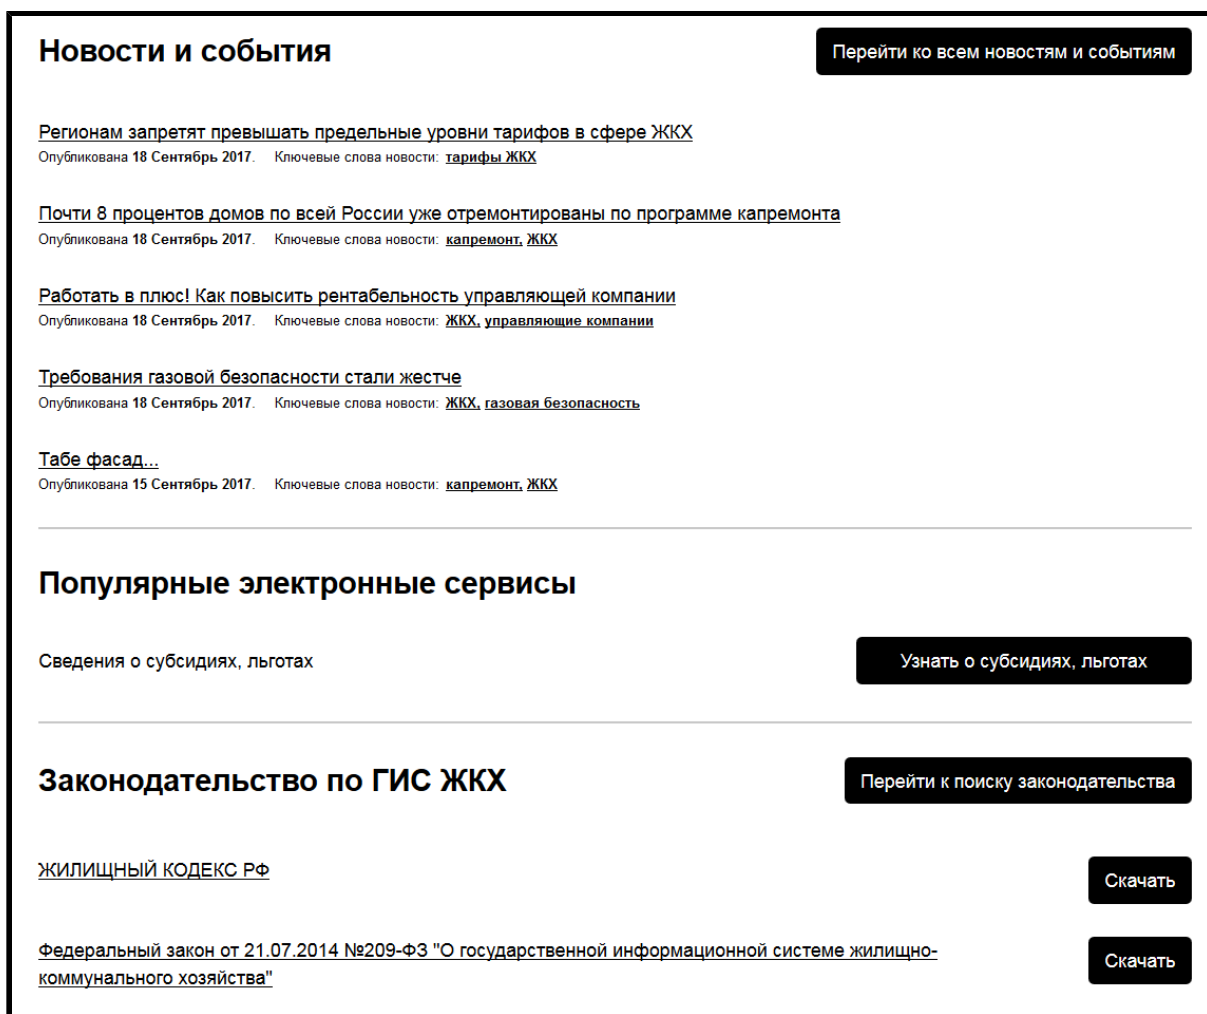 Новости и события
Перейти ко всем новостям и событиям
Регионам запретят превышать предельные уровни тарифов в сфере ЖКХ
Опубликована 18 Сентябрь 2017. Ключевые слова новости: тарифы ЖКХ
Почти 8 процентов домов по всей России уже отремонтированы по программе капремонта
Опубликована 18 Сентябрь 2017. Ключевые слова новости: капремонт, ЖКХ
Работать в плюс! Как повысить рентабельность управляющей компании
Опубликована 18 Сентябрь 2017. Ключевые слова новости: ЖКХ, управляющие компании
Требования газовой безопасности стали жестче
Опубликована 18 Сентябрь 2017. Ключевые слова новости: ЖКХ, газовая безопасность
Табе фасад...
Опубликована 15 Сентябрь 2017. Ключевые слова новости: капремонт, ЖКХ
Популярные электронные сервисы
Сведения о субсидиях, льготах
Узнать о субсидиях, льготах
Законодательство по ГИС ЖКХ
Перейти к поиску законодательства
ЖИЛИЩНЫЙ КОДЕКС РФ
Скачать
Федеральный закон от 21.07.2014 №209-ФЗ "О государственной информационной системе жилищно-
коммунального хозяйства"
Скачать